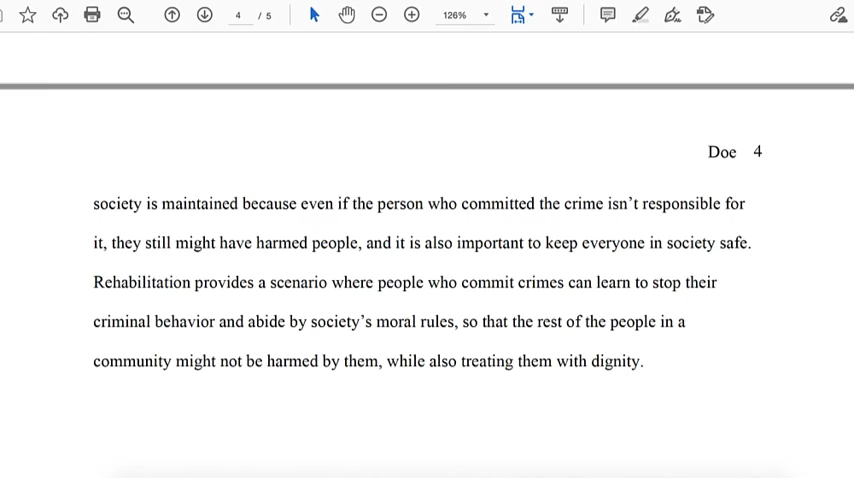 4 / 5
126%
Doe 4
society is maintained because even if the person who committed the crime isn’t responsible for
it, they still might have harmed people, and it is also important to keep everyone in society safe.
Rehabilitation provides a scenario where people who commit crimes can learn to stop their
criminal behavior and abide by society’s moral rules, so that the rest of the people in a
community might not be harmed by them, while also treating them with dignity.